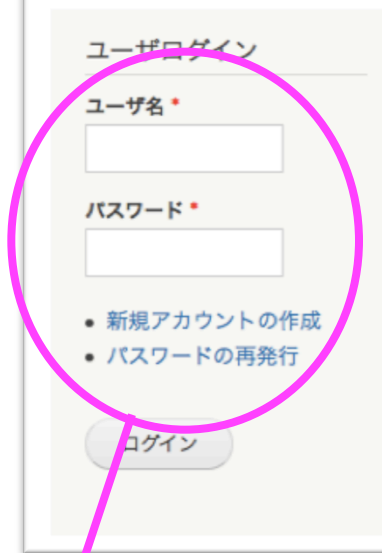 ユーザログイン
ユーザ名 *
パスワード *
新規アカウントの作成
パスワードの再発行
ログイン